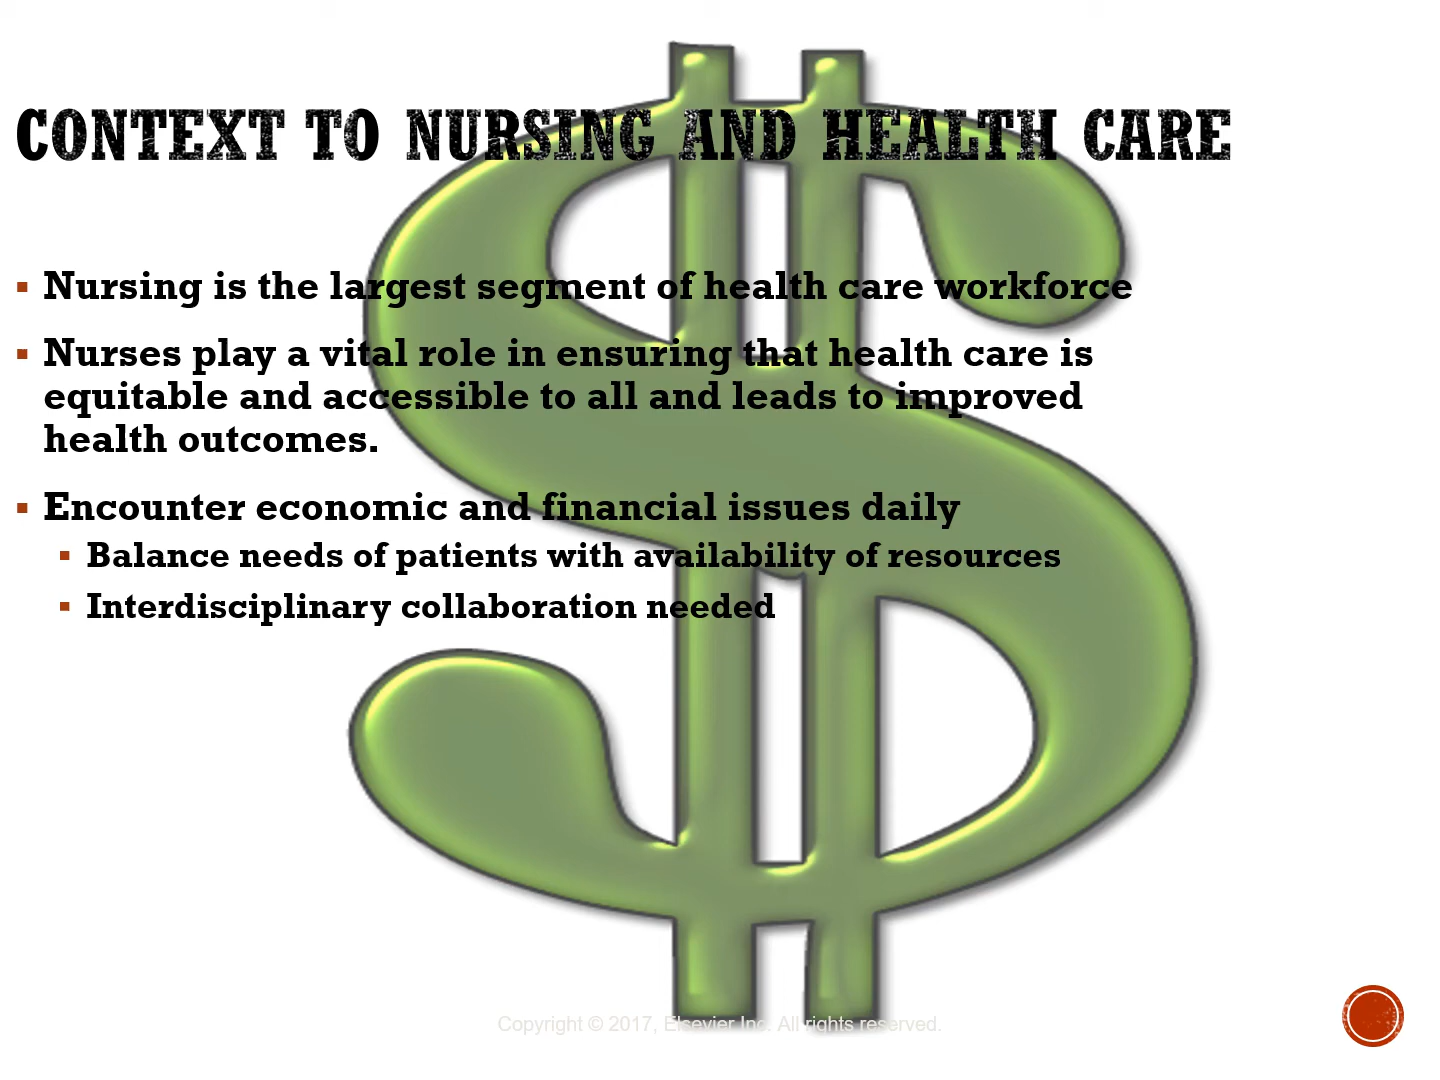 CONTEXT TO NURSING AND HEALTH CARE
▪ Nursing is the largest segment of health care workforce
▪ Nurses play a vital role in ensuring that health care is
equitable and accessible to all and leads to improved
health outcomes.
▪ Encounter economic and financial issues daily
▪ Balance needs of patients with availability of resources
▪ Interdisciplinary collaboration needed
Copyright © 2017, Elsevier Inc. All rights reserved.